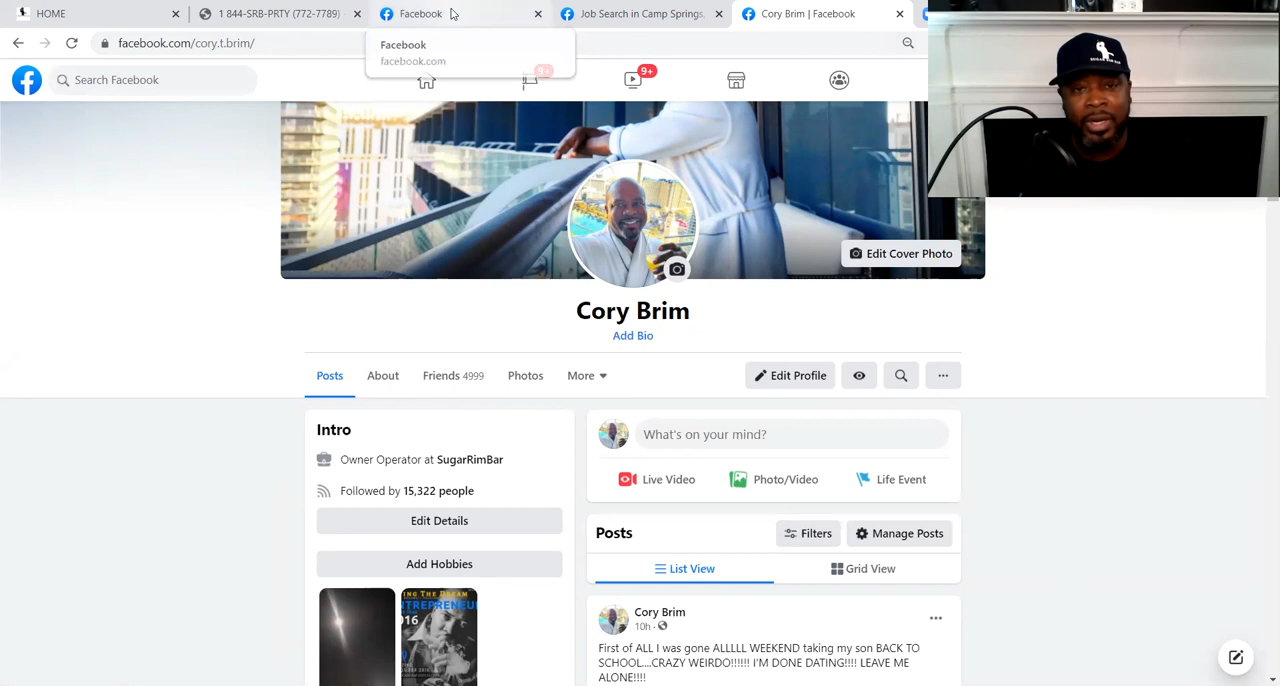 HOME
1 844-SRB-PRTY (772-7789)
Facebook
Job Search in Camp Springs,
Cory Brim | Facebook
facebook.com/cory.t.brim/
Facebook
facebook.com
Search Facebook
9+
9+
SUGAR RIM BAR
Edit Cover Photo
Cory Brim
Add Bio
Posts
About
Friends 4999
Photos
More
Edit Profile
Intro
Owner Operator at SugarRimBar
Followed by 15,322 people
Edit Details
Add Hobbies
What's on your mind?
Live Video
Photo/Video
Life Event
Posts
Filters
Manage Posts
List View
Grid View
Cory Brim
10h
First of ALL I was gone ALLLLL WEEKEND taking my son BACK TO
SCHOOL....CRAZY WEIRDO!!!!!! I'M DONE DATING!!!! LEAVE ME
ALONE!!!!